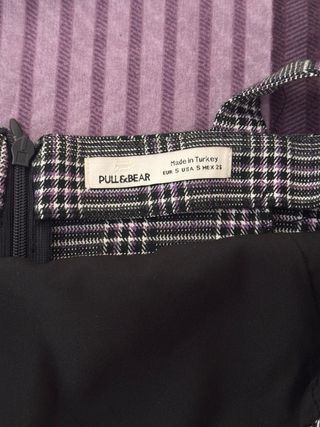 Made in Turkey
PULL&BEAR
EUR S USA S MEX 26